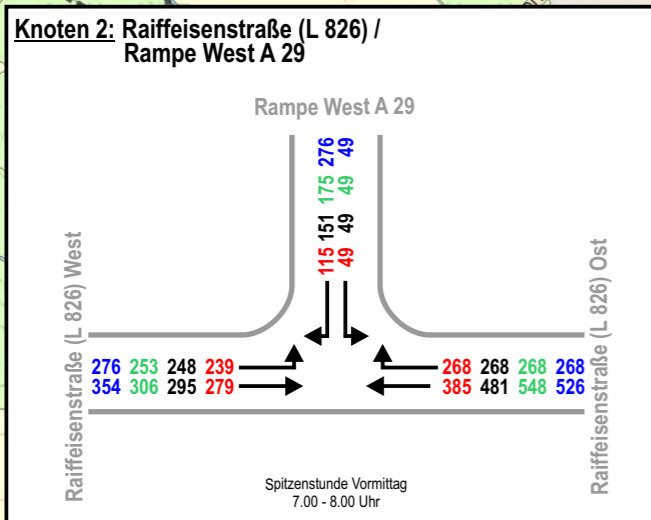 Knoten 2: Raiffeisenstraße (L 826) /
Rampe West A 29
Rampe West A 29
276 49
175 49
151 49
115 49
Raiffeisenstraße (L 826) West
276 253 248 239
354 306 295 279
268 268 268 268
385 481 548 526
Raiffeisenstraße (L 826) Ost
Spitzenstunde Vormittag
7.00 - 8.00 Uhr